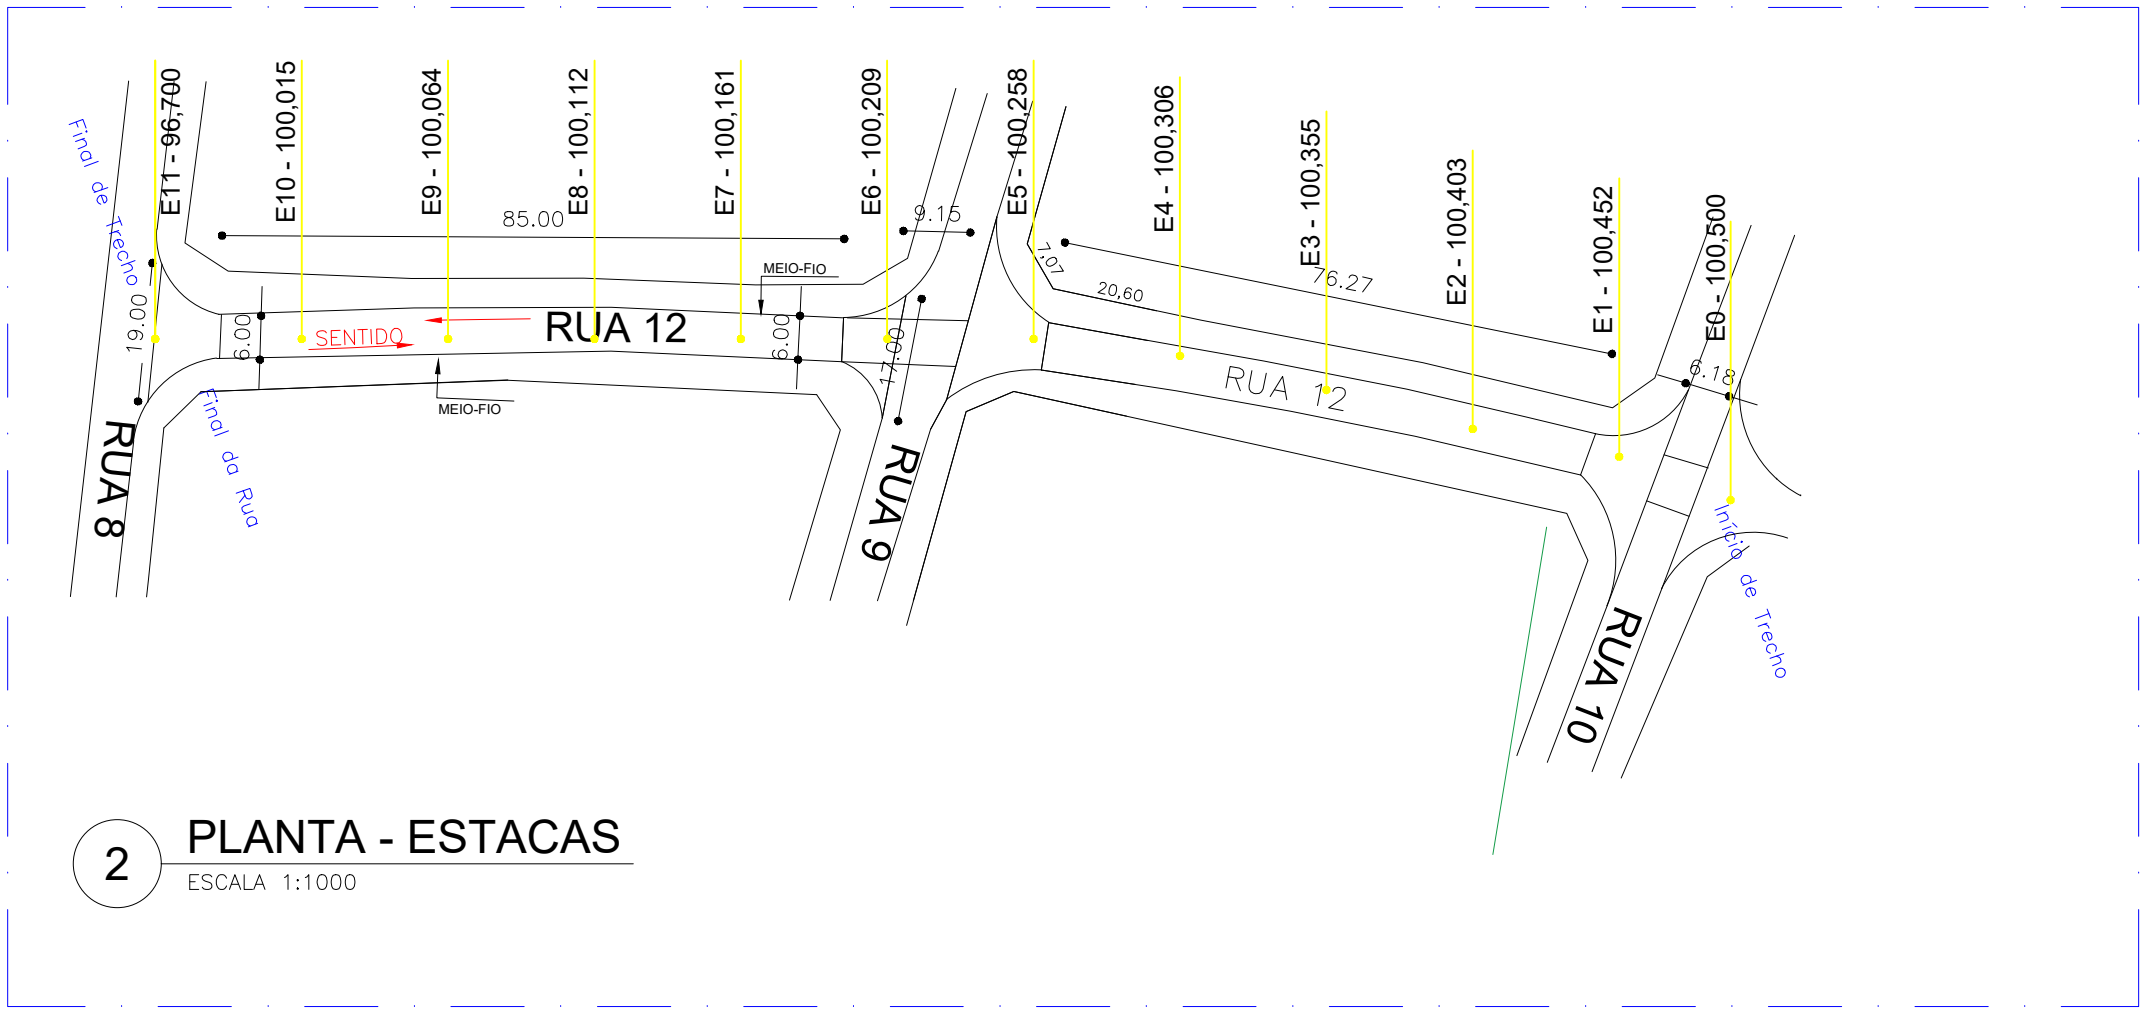 E11 - 96,700
E10 - 100,015
E9 - 100,064
E8 - 100,112
E7 - 100,161
E6 - 100,209
E5 - 100,258
E4 - 100,306
E3 - 100,355
E2 - 100,403
E1 - 100,452
E0 - 100,500
Final de Trecho
85.00
9.15
7,07
20,60
76.27
6.18
MEIO-FIO
19.00
6.00
SENTIDO
RUA 12
6.00
17.00
RUA 12
MEIO-FIO
Final da Rua
RUA 8
RUA 9
Início de Trecho
RUA 10
2
PLANTA - ESTACAS
ESCALA 1:1000